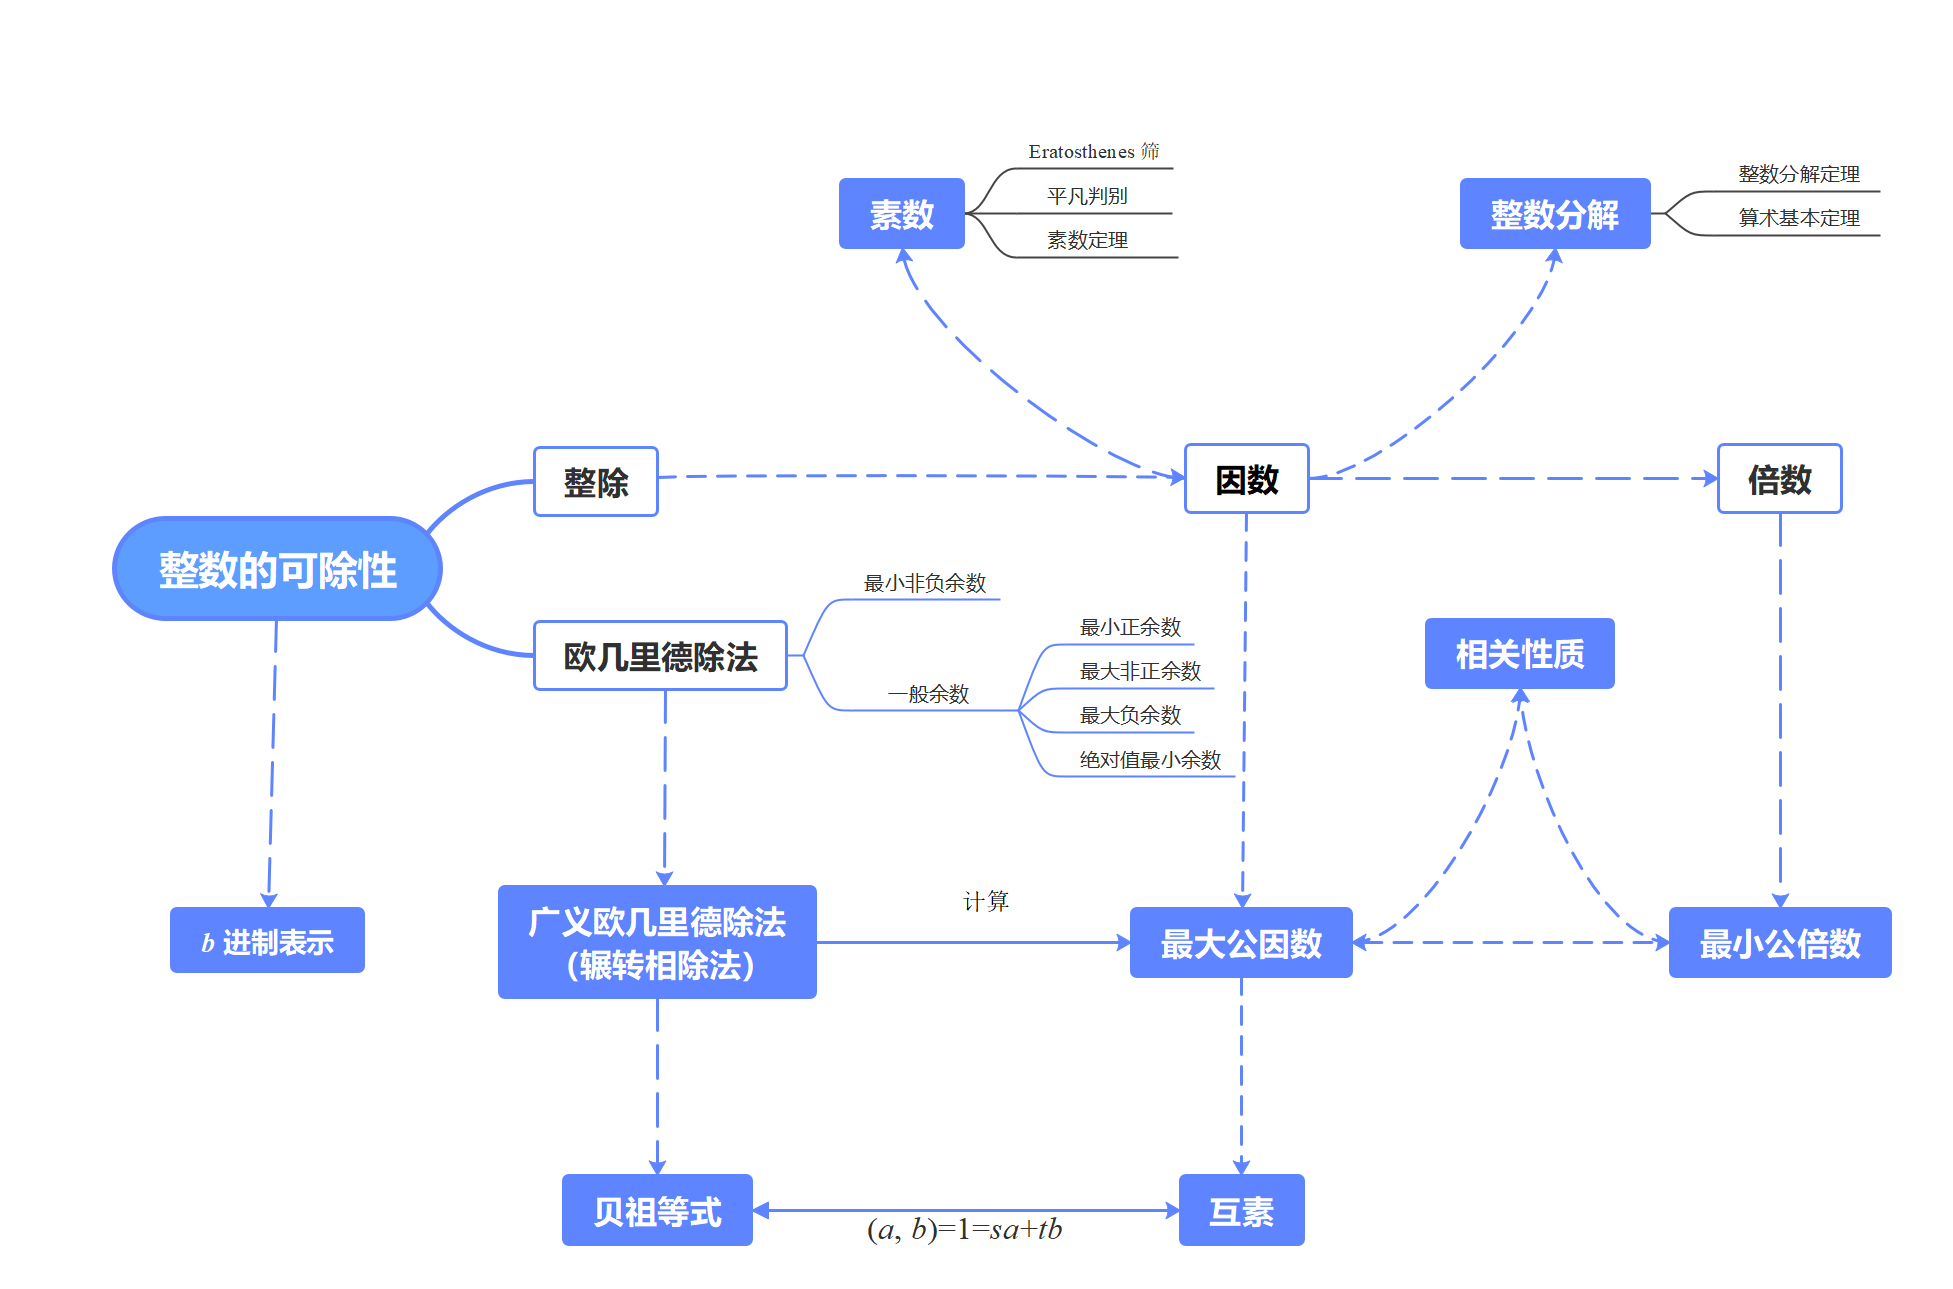 Eratosthenes 筛
平凡判别
素数定理
素数
整数分解
整数分解定理
算术基本定理
整除
因数
倍数
整数的可除性
欧几里德除法
最小非负余数
一般余数
最小正余数
最大非正余数
最大负余数
绝对值最小余数
相关性质
b 进制表示
广义欧几里德除法
（辗转相除法）
计算
最大公因数
最小公倍数
贝祖等式
(a, b)=1=sa+tb
互素